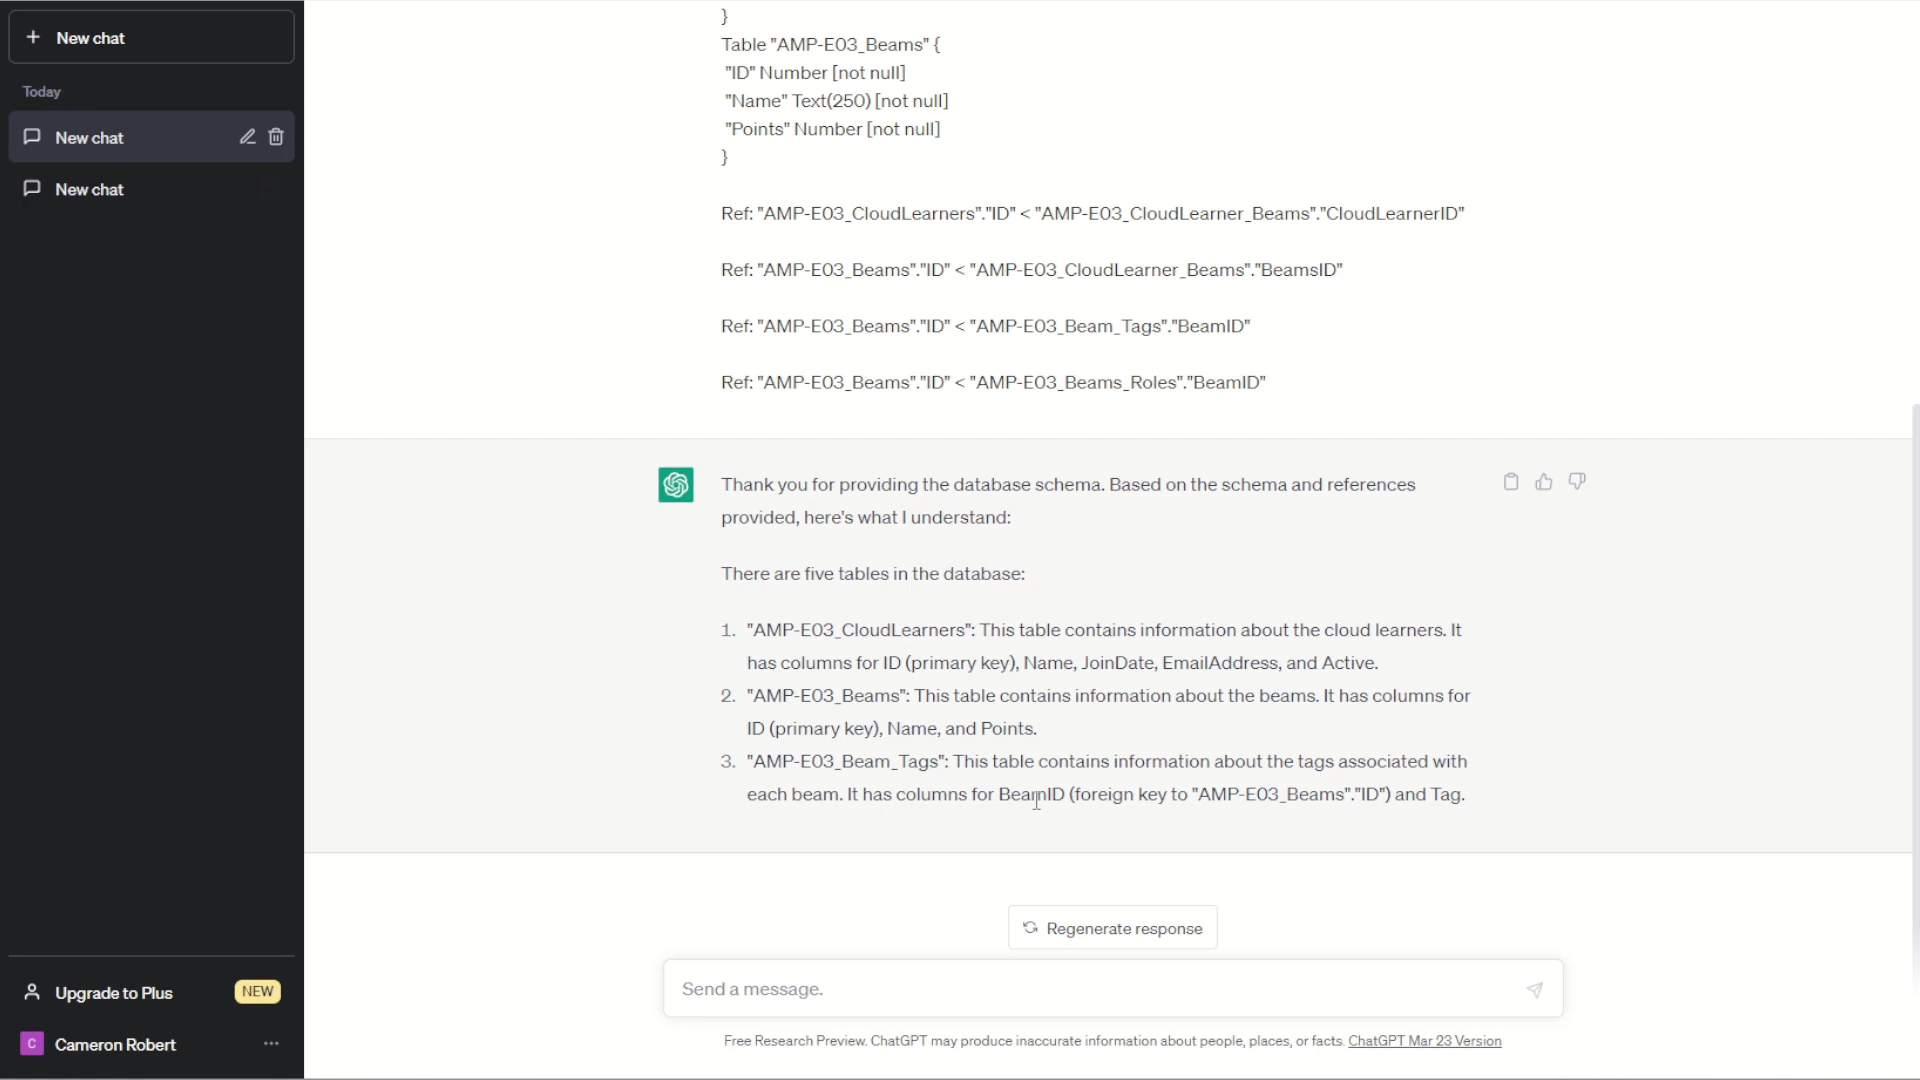 New chat
Today
New chat
New chat
Upgrade to Plus
NEW
C
Cameron Robert
}
Table "AMP-E03_Beams" {
"ID" Number [not null]
"Name" Text(250) [not null]
"Points" Number [not null]
}
Ref: "AMP-E03_CloudLearners"."ID" < "AMP-E03_CloudLearner_Beams"."CloudLearnerID"
Ref: "AMP-E03_Beams"."ID" < "AMP-E03_CloudLearner_Beams"."BeamsID"
Ref: "AMP-E03_Beams"."ID" < "AMP-E03_Beam_Tags"."BeamID"
Ref: "AMP-E03_Beams"."ID" < "AMP-E03_Beams_Roles"."BeamID"
Thank you for providing the database schema. Based on the schema and references
provided, here's what I understand:
There are five tables in the database:
1. "AMP-E03_CloudLearners": This table contains information about the cloud learners. It
has columns for ID (primary key), Name, JoinDate, EmailAddress, and Active.
2. "AMP-E03_Beams": This table contains information about the beams. It has columns for
ID (primary key), Name, and Points.
3. "AMP-E03_Beam_Tags": This table contains information about the tags associated with
each beam. It has columns for BeamID (foreign key to "AMP-E03_Beams"."ID") and Tag.
Regenerate response
Send a message.
Free Research Preview. ChatGPT may produce inaccurate information about people, places, or facts. ChatGPT Mar 23 Version